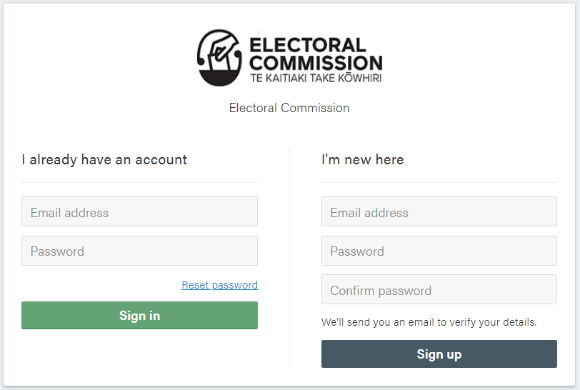 ELECTORAL
COMMISSION
TE KAITIAKI TAKE KŌWHIRI
Electoral Commission
I already have an account
Email address
Password
Reset password
Sign in
I'm new here
Email address
Password
Confirm password
We'll send you an email to verify your details.
Sign up